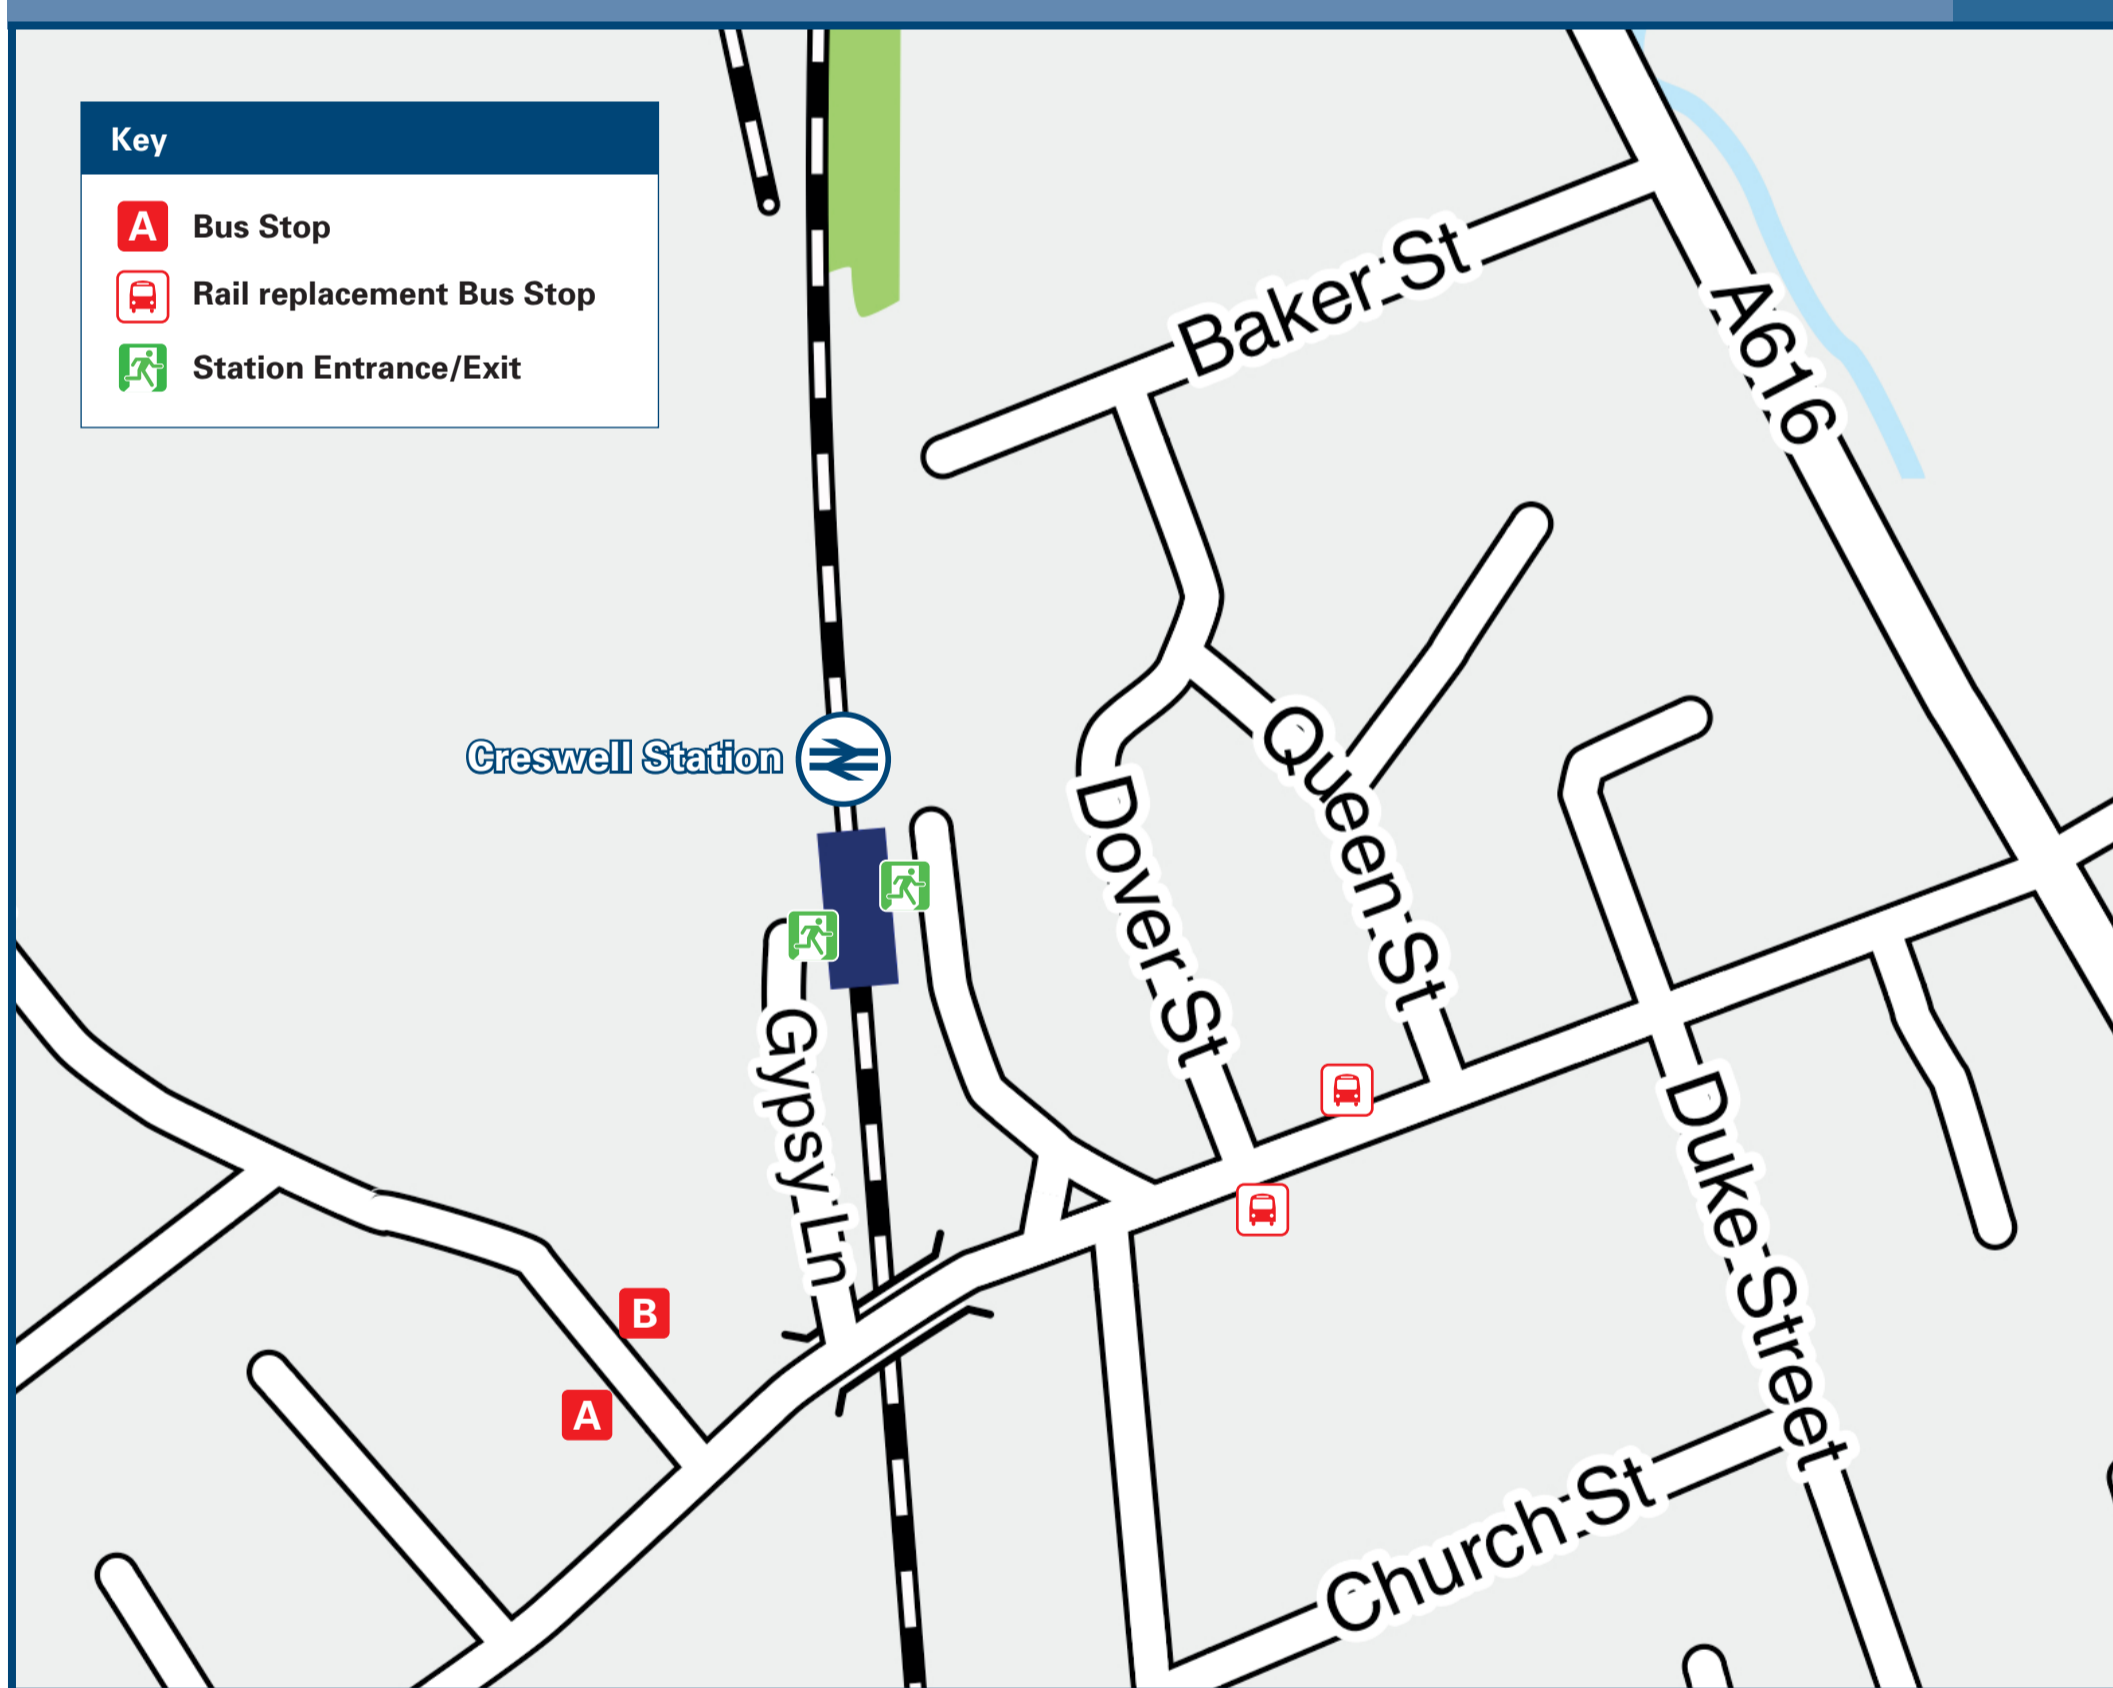 Key
A Bus Stop
Rail replacement Bus Stop
Station Entrance/Exit
Baker St
A616
Creswell Station
Queen St
Dover St
Gypsy Ln
Duke Street
B
A
Church St